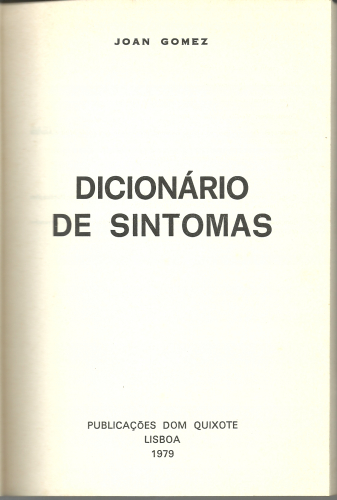 JOAN GOMEZ
DICIONÁRIO
DE SINTOMAS
PUBLICAÇÕES DOM QUIXOTE
LISBOA
1979